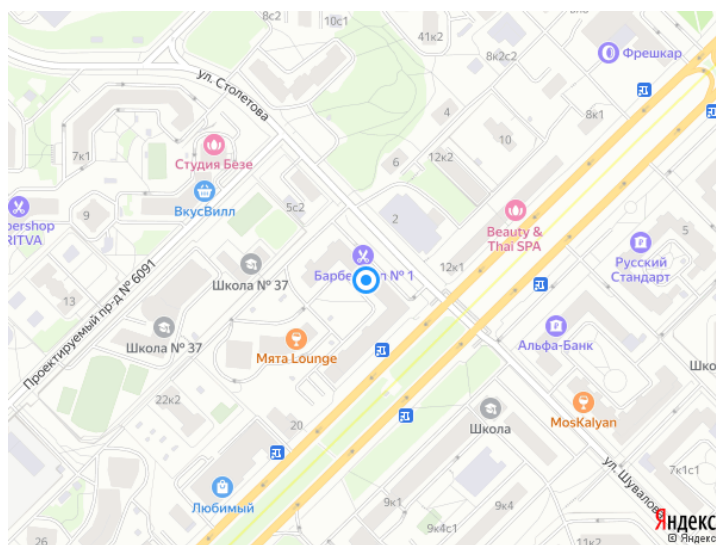 8с2
10с1
41к2
8к2с2
Фрешкар
ул. Столетова
4
8к1
10
7к1
Студия Безе
6
12к2
ВкусВилл
5с2
9
2
Beauty &
Thai SPA
5
Школа № 37
12к1
Русский
Стандарт
Проектируемый пр-д № 6091
13
Школа № 37
Мята Lounge
Альфа-Банк
22к2
20
Школа
MosKalyan
ул. Шувалова
7к1с1
Любимый
9к1
9к4
9к4с1
26
11к2
Яндекс
© Яндекс